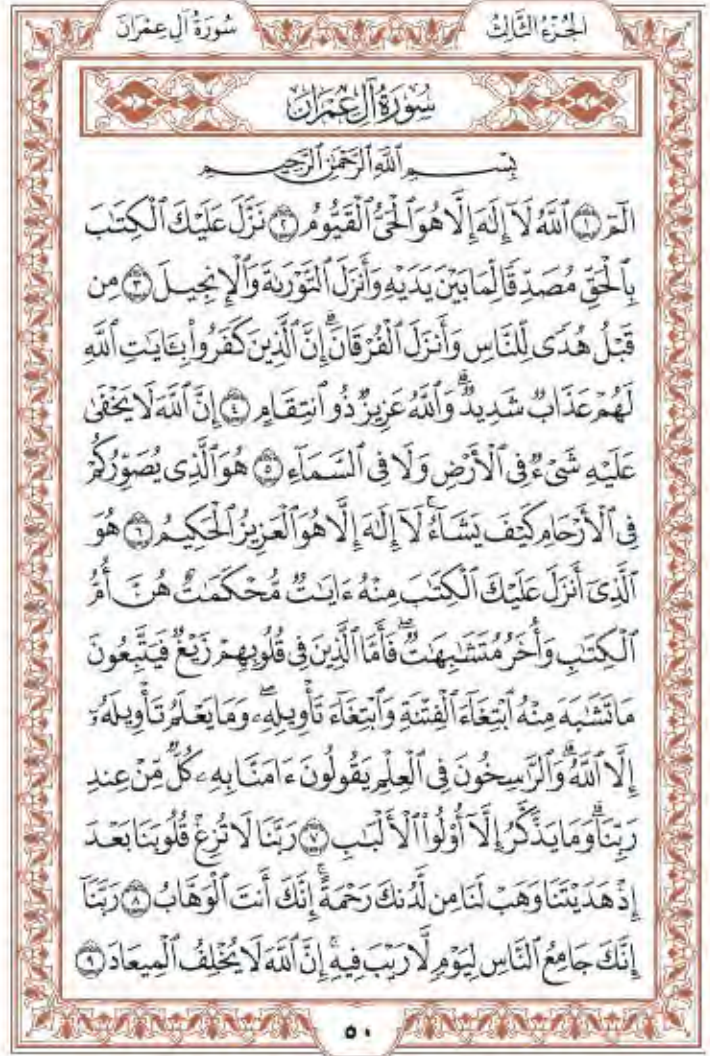 الجُزْءُ الثَّالِثُ سُورَةُ آلِ عِمْرَانَ
سُورَةُ آلِ عِمْرَانَ
بِسْمِ ٱللَّهِ ٱلرَّحْمَٰنِ ٱلرَّحِيمِ
الٓمٓ ۝١ ٱللَّهُ لَآ إِلَٰهَ إِلَّا هُوَ ٱلْحَىُّ ٱلْقَيُّومُ ۝٢ نَزَّلَ عَلَيْكَ ٱلْكِتَٰبَ
بِٱلْحَقِّ مُصَدِّقًا لِّمَا بَيْنَ يَدَيْهِ وَأَنزَلَ ٱلتَّوْرَىٰةَ وَٱلْإِنجِيلَ ۝٣ مِن
قَبْلُ هُدًى لِّلنَّاسِ وَأَنزَلَ ٱلْفُرْقَانَۗ إِنَّ ٱلَّذِينَ كَفَرُوا۟ بِـَٔايَٰتِ ٱللَّهِ
لَهُمْ عَذَابٌ شَدِيدٌۗ وَٱللَّهُ عَزِيزٌ ذُو ٱنتِقَامٍ ۝٤ إِنَّ ٱللَّهَ لَا يَخْفَىٰ
عَلَيْهِ شَىْءٌ فِى ٱلْأَرْضِ وَلَا فِى ٱلسَّمَآءِ ۝٥ هُوَ ٱلَّذِى يُصَوِّرُكُمْ
فِى ٱلْأَرْحَامِ كَيْفَ يَشَآءُۚ لَآ إِلَٰهَ إِلَّا هُوَ ٱلْعَزِيزُ ٱلْحَكِيمُ ۝٦ هُوَ
ٱلَّذِىٓ أَنزَلَ عَلَيْكَ ٱلْكِتَٰبَ مِنْهُ ءَايَٰتٌ مُّحْكَمَٰتٌ هُنَّ أُمُّ
ٱلْكِتَٰبِ وَأُخَرُ مُتَشَٰبِهَٰتٌۖ فَأَمَّا ٱلَّذِينَ فِى قُلُوبِهِمْ زَيْغٌ فَيَتَّبِعُونَ
مَا تَشَٰبَهَ مِنْهُ ٱبْتِغَآءَ ٱلْفِتْنَةِ وَٱبْتِغَآءَ تَأْوِيلِهِۦۖ وَمَا يَعْلَمُ تَأْوِيلَهُۥٓ
إِلَّا ٱللَّهُۗ وَٱلرَّٰسِخُونَ فِى ٱلْعِلْمِ يَقُولُونَ ءَامَنَّا بِهِۦ كُلٌّ مِّنْ عِندِ
رَبِّنَاۗ وَمَا يَذَّكَّرُ إِلَّآ أُو۟لُوا۟ ٱلْأَلْبَٰبِ ۝٧ رَبَّنَا لَا تُزِغْ قُلُوبَنَا بَعْدَ
إِذْ هَدَيْتَنَا وَهَبْ لَنَا مِن لَّدُنكَ رَحْمَةًۚ إِنَّكَ أَنتَ ٱلْوَهَّابُ ۝٨ رَبَّنَآ
إِنَّكَ جَامِعُ ٱلنَّاسِ لِيَوْمٍ لَّا رَيْبَ فِيهِۚ إِنَّ ٱللَّهَ لَا يُخْلِفُ ٱلْمِيعَادَ ۝٩
٥٠